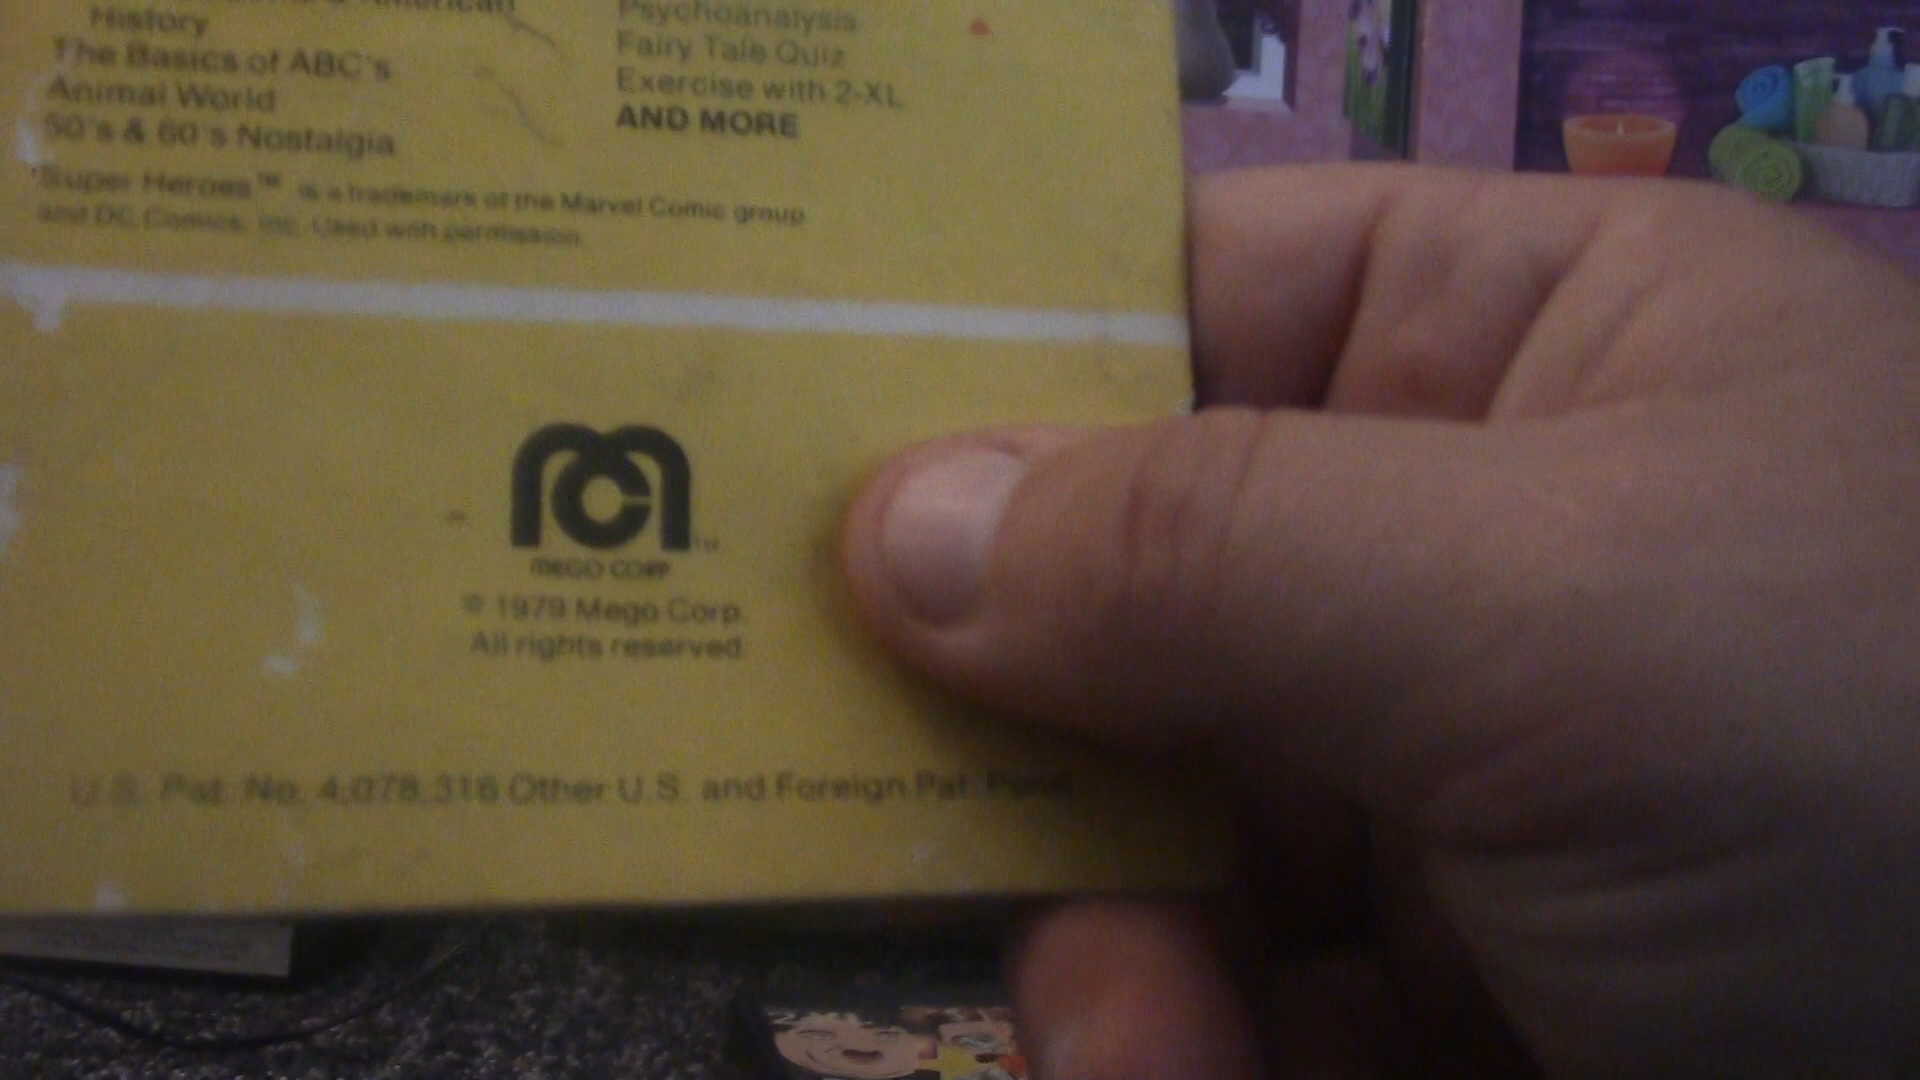 American
History
The Basics of ABC's
Animal World
50's & 60's Nostalgia
Psychoanalysis
Fairy Tale Quiz
Exercise with 2-XL
AND MORE
Super Heroes™ is a trademark of the Marvel Comic group
and DC Comics, Inc. Used with permission.
MEGO CORP
TM
© 1979 Mego Corp.
All rights reserved.
U.S. Pat. No. 4,078,316 Other U.S. and Foreign Pat. Pend.